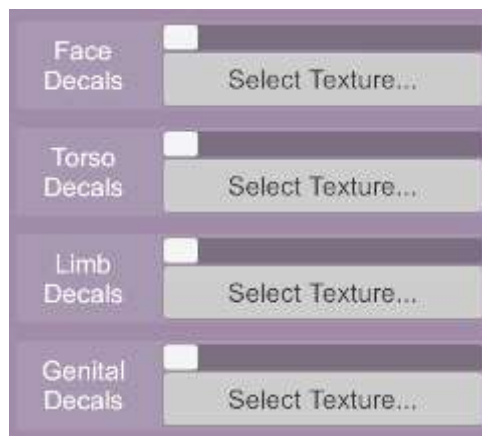 Face
Decals
Select Texture...
Torso
Decals
Select Texture...
Limb
Decals
Select Texture...
Genital
Decals
Select Texture...